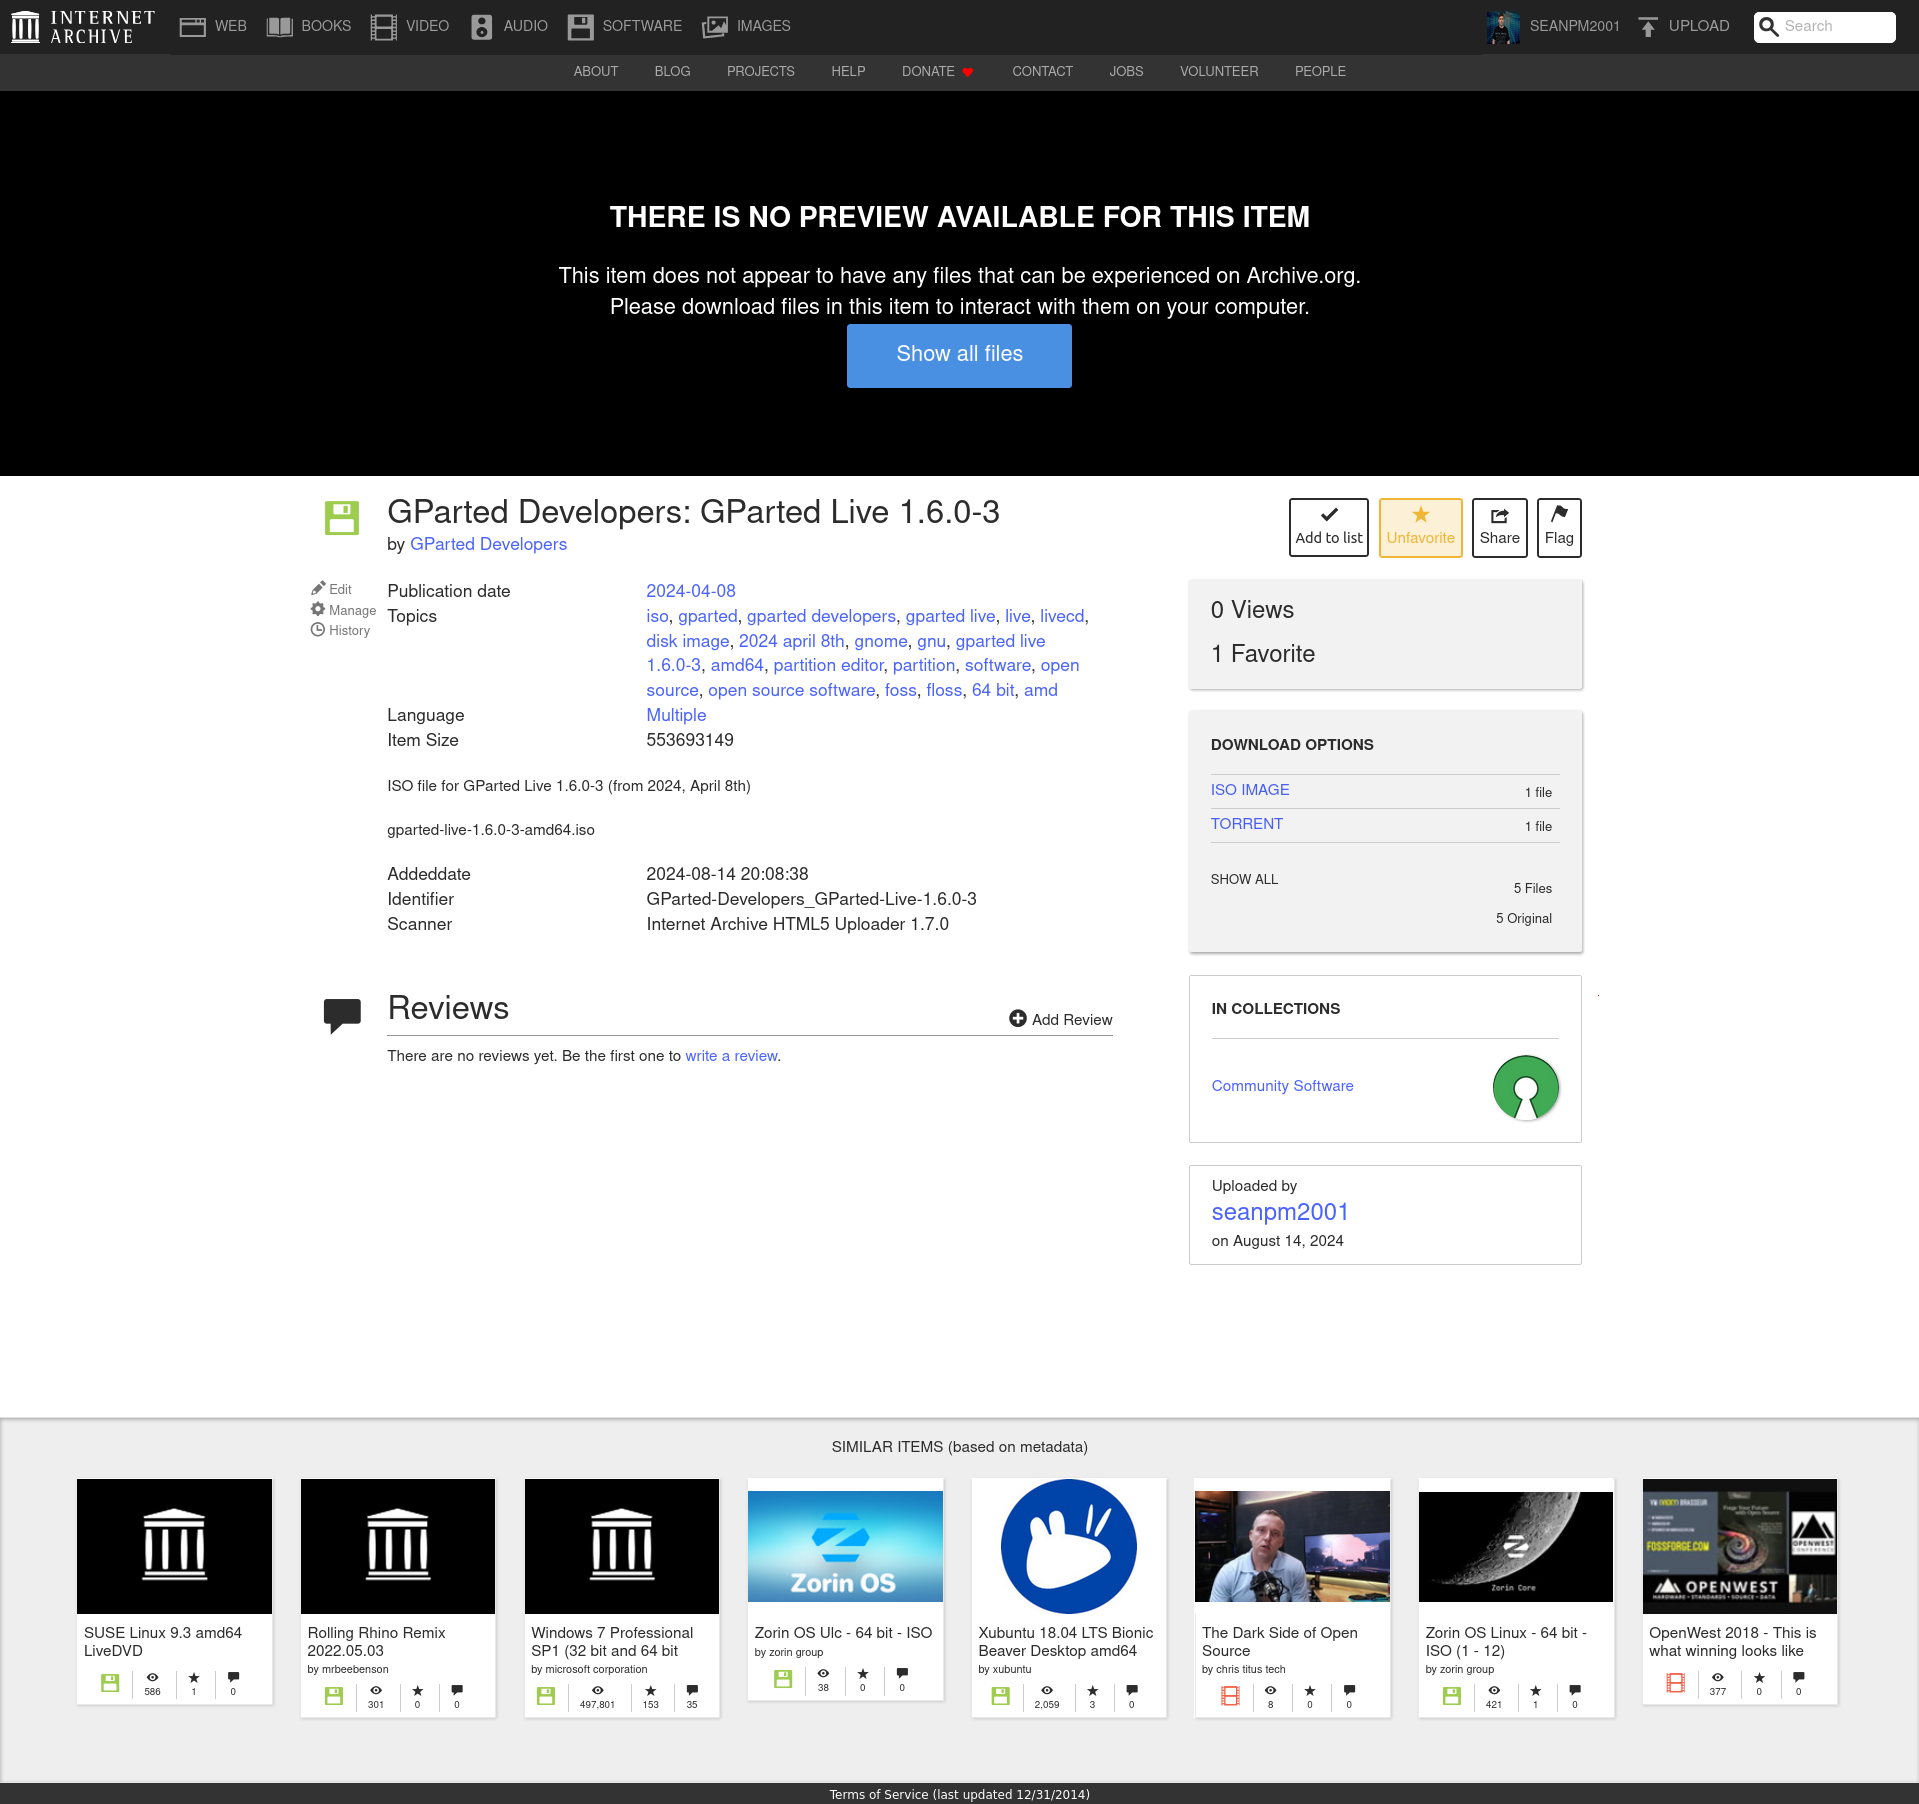 INTERNET
ARCHIVE
WEB
BOOKS
VIDEO
AUDIO
SOFTWARE
IMAGES
SEANPM2001
UPLOAD
Search
ABOUT
BLOG
PROJECTS
HELP
DONATE
CONTACT
JOBS
VOLUNTEER
PEOPLE
THERE IS NO PREVIEW AVAILABLE FOR THIS ITEM
This item does not appear to have any files that can be experienced on Archive.org.
Please download files in this item to interact with them on your computer.
Show all files
GParted Developers: GParted Live 1.6.0-3
by GParted Developers
Add to list
Unfavorite
Share
Flag
Edit
Manage
History
Publication date 2024-04-08
Topics iso, gparted, gparted developers, gparted live, live, livecd,
disk image, 2024 april 8th, gnome, gnu, gparted live
1.6.0-3, amd64, partition editor, partition, software, open
source, open source software, foss, floss, 64 bit, amd
Language Multiple
Item Size 553693149
ISO file for GParted Live 1.6.0-3 (from 2024, April 8th)
gparted-live-1.6.0-3-amd64.iso
Addeddate 2024-08-14 20:08:38
Identifier GParted-Developers_GParted-Live-1.6.0-3
Scanner Internet Archive HTML5 Uploader 1.7.0
Reviews
Add Review
There are no reviews yet. Be the first one to write a review.
0 Views
1 Favorite
DOWNLOAD OPTIONS
ISO IMAGE 1 file
TORRENT 1 file
SHOW ALL 5 Files
5 Original
IN COLLECTIONS
Community Software
Uploaded by
seanpm2001
on August 14, 2024
SIMILAR ITEMS (based on metadata)
SUSE Linux 9.3 amd64
LiveDVD
586 1 0
Rolling Rhino Remix
2022.05.03
by mrbeebenson
301 0 0
Windows 7 Professional
SP1 (32 bit and 64 bit
by microsoft corporation
497,801 153 35
Zorin OS
Zorin OS Ulc - 64 bit - ISO
by zorin group
38 0 0
Xubuntu 18.04 LTS Bionic
Beaver Desktop amd64
by xubuntu
2,059 3 0
The Dark Side of Open
Source
by chris titus tech
8 0 0
Zorin Core
Zorin OS Linux - 64 bit -
ISO (1 - 12)
by zorin group
421 1 0
VM (VICKY) BRASSEUR
Forge Your Future
with Open Source
FOSSFORGE.COM
OPENWEST
CONFERENCE
OPENWEST
HARDWARE • STANDARDS • SOURCE • DATA
OpenWest 2018 - This is
what winning looks like
377 0 0
Terms of Service (last updated 12/31/2014)